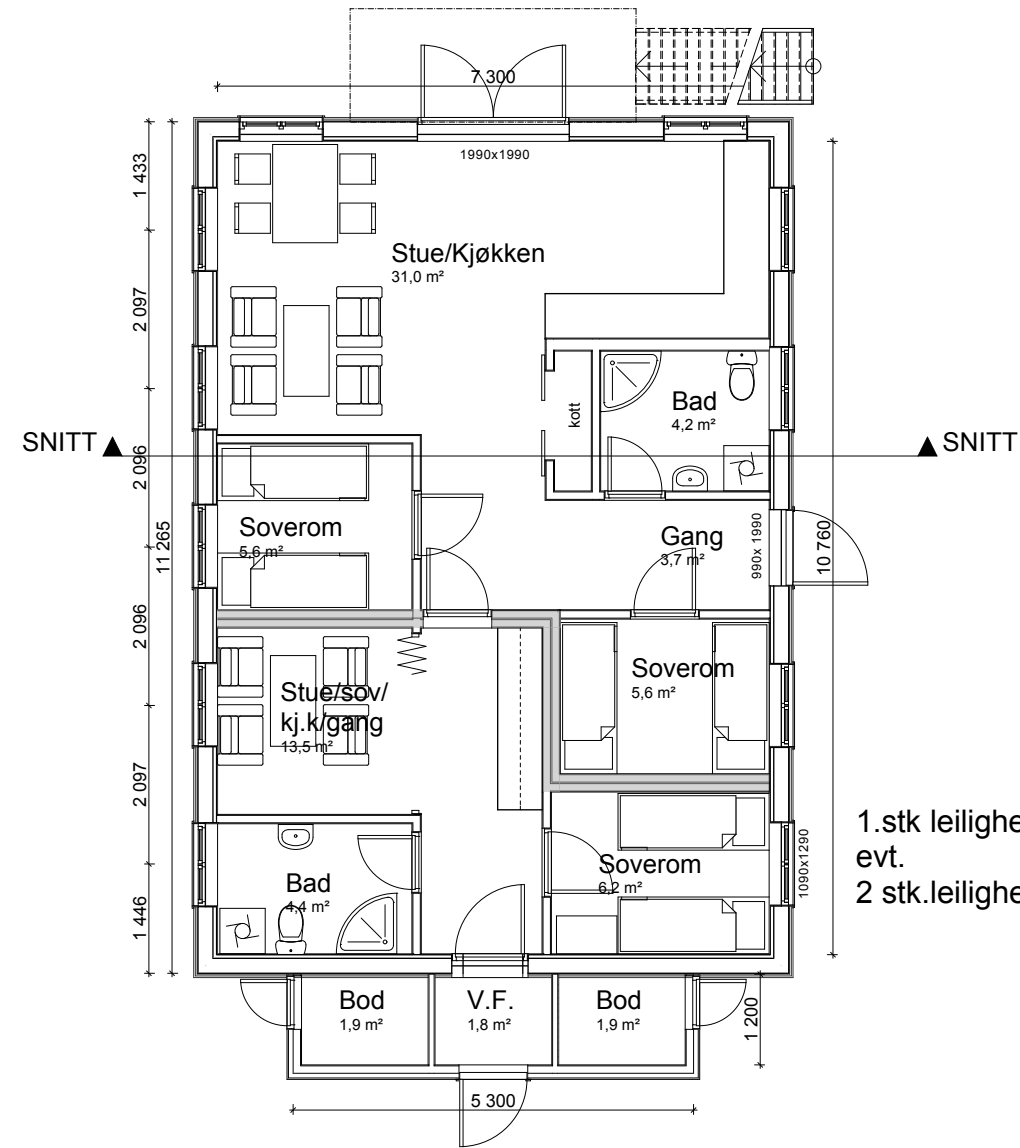 7 300
1990x1990
1 433
Stue/Kjøkken
31,0 m²
2 097
kott
Bad
4,2 m²
SNITT
SNITT
2 096
Soverom
5,6 m²
Gang
3,7 m²
990x 1990
10 760
11 265
2 096
Soverom
5,6 m²
Stue/sov/
kj.k/gang
13,5 m²
2 097
1.stk leilighe
evt.
2 stk.leilighe
1090x1290
Soverom
6,2 m²
Bad
4,4 m²
1 446
Bod
1,9 m²
V.F.
1,8 m²
Bod
1,9 m²
1 200
5 300